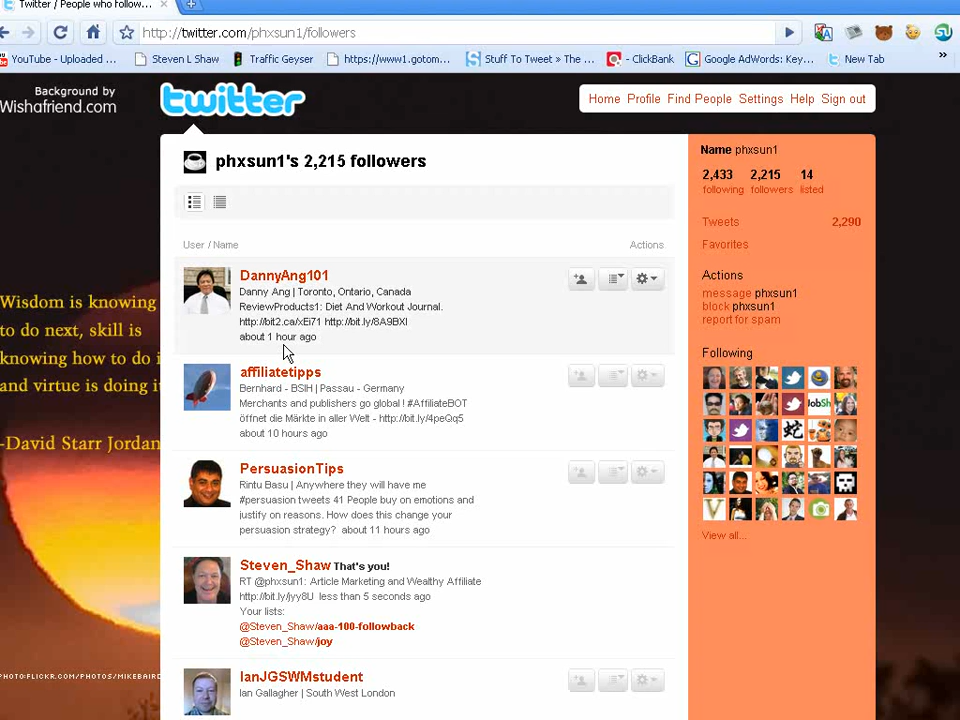 Twitter / People who follow...
http://twitter.com/phxsun1/followers
YouTube - Uploaded ...
Steven L Shaw
Traffic Geyser
https://www1.gotom...
Stuff To Tweet » The ...
- ClickBank
Google AdWords: Key...
New Tab
»
Background by
Wishafriend.com
twitter
Home Profile Find People Settings Help Sign out
phxsun1's 2,215 followers
User / Name
Actions
DannyAng101
Danny Ang | Toronto, Ontario, Canada
ReviewProducts1: Diet And Workout Journal.
http://bit2.ca/xEi71 http://bit.ly/8A9BXl
about 1 hour ago
affiliatetipps
Bernhard - BSIH | Passau - Germany
Merchants and publishers go global ! #AffiliateBOT
öffnet die Märkte in aller Welt - http://bit.ly/4peQq5
about 10 hours ago
PersuasionTips
Rintu Basu | Anywhere they will have me
#persuasion tweets 41 People buy on emotions and
justify on reasons. How does this change your
persuasion strategy? about 11 hours ago
Steven_Shaw That's you!
RT @phxsun1: Article Marketing and Wealthy Affiliate
http://bit.ly/jyy8U less than 5 seconds ago
Your lists:
@Steven_Shaw/aaa-100-followback
@Steven_Shaw/joy
IanJGSWMstudent
Ian Gallagher | South West London
Name phxsun1
2,433 2,215 14
following followers listed
Tweets 2,290
Favorites
Actions
message phxsun1
block phxsun1
report for spam
Following
JobSh
V
View all...
Wisdom is knowing
to do next, skill is
knowing how to do i
and virtue is doing i
-David Starr Jordan
PHOTO:FLICKR.COM/PHOTOS/MIKEBAIRD